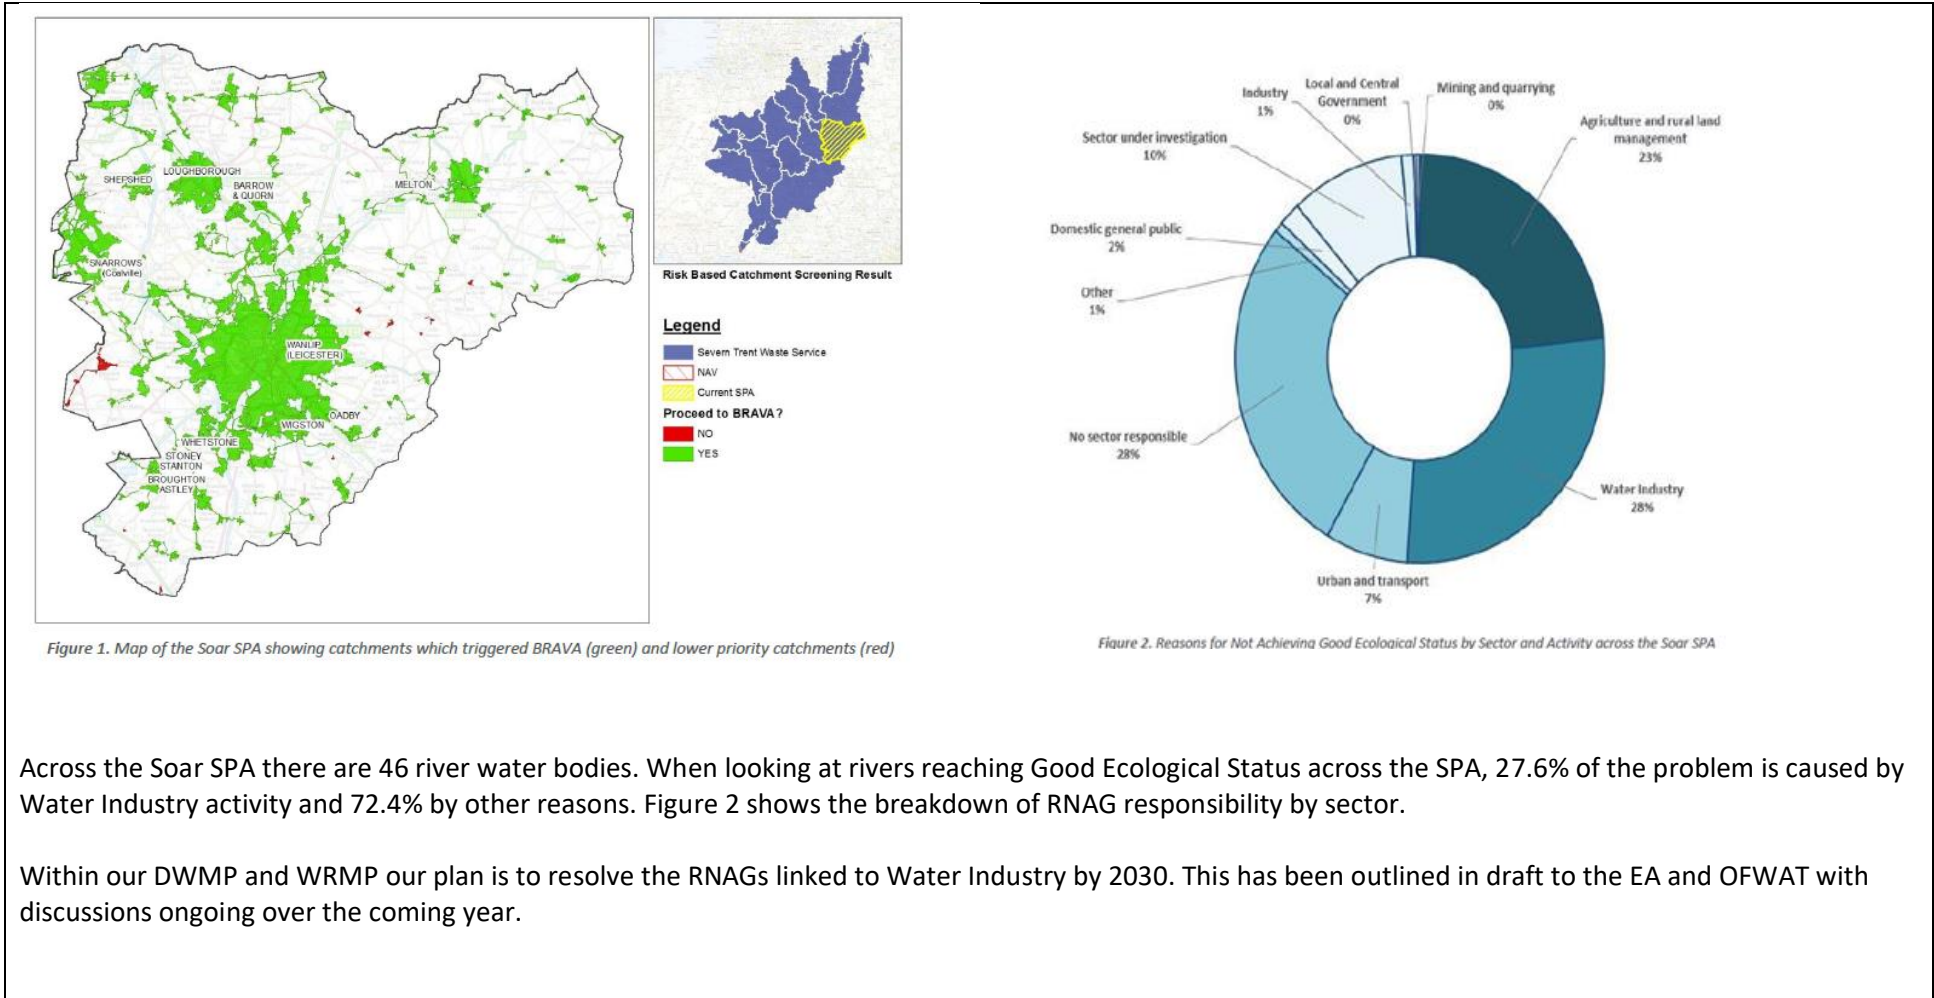 LOUGHBOROUGH
SHEPSHED
BARROW
& QUORN
MELTON
SNARROWS
(Coalville)
WANLIP
(LEICESTER)
OADBY
WIGSTON
WHETSTONE
STONEY
STANTON
BROUGHTON
ASTLEY
Risk Based Catchment Screening Result
Legend
Severn Trent Waste Service
NAV
Current SPA
Proceed to BRAVA?
NO
YES
Figure 1. Map of the Soar SPA showing catchments which triggered BRAVA (green) and lower priority catchments (red)
Local and Central
Government
0%
Mining and quarrying
0%
Industry
1%
Agriculture and rural land
management
23%
Sector under investigation
10%
Domestic general public
2%
Other
1%
No sector responsible
28%
Water Industry
28%
Urban and transport
7%
Figure 2. Reasons for Not Achieving Good Ecological Status by Sector and Activity across the Soar SPA
Across the Soar SPA there are 46 river water bodies. When looking at rivers reaching Good Ecological Status across the SPA, 27.6% of the problem is caused by
Water Industry activity and 72.4% by other reasons. Figure 2 shows the breakdown of RNAG responsibility by sector.
Within our DWMP and WRMP our plan is to resolve the RNAGs linked to Water Industry by 2030. This has been outlined in draft to the EA and OFWAT with
discussions ongoing over the coming year.